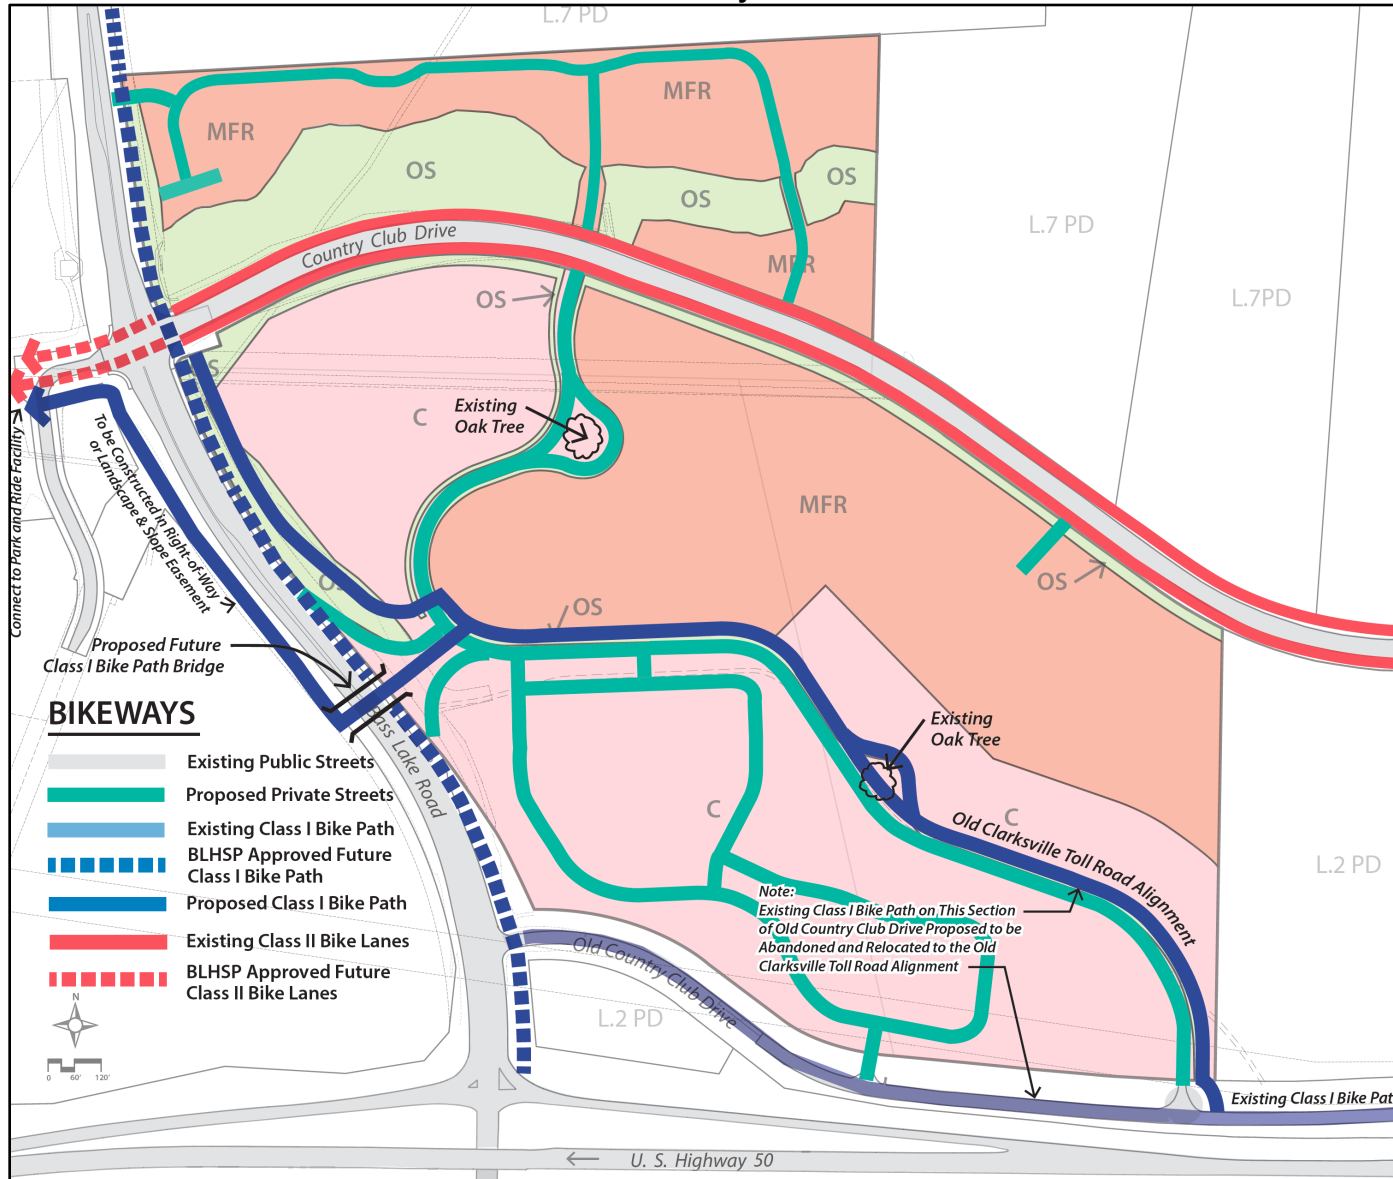 L.7 PD
MFR
MFR
OS
OS
OS
L.7 PD
Country Club Drive
MFR
OS
L.7PD
OS
C
Existing
Oak Tree
To be Constructed in Right-of-Way
or Landscape & Slope Easement
Connect to Park and Ride Facility
MFR
OS
OS
OS
Proposed Future
Class I Bike Path Bridge
Bass Lake Road
Existing
Oak Tree
C
C
Old Clarksville Toll Road Alignment
L.2 PD
BIKEWAYS
Existing Public Streets
Proposed Private Streets
Existing Class I Bike Path
BLHSP Approved Future
Class I Bike Path
Proposed Class I Bike Path
Existing Class II Bike Lanes
BLHSP Approved Future
Class II Bike Lanes
N
0 60' 120'
Note:
Existing Class I Bike Path on This Section
of Old Country Club Drive Proposed to be
Abandoned and Relocated to the Old
Clarksville Toll Road Alignment
Old Country Club Drive
L.2 PD
Existing Class I Bike Pat
U. S. Highway 50